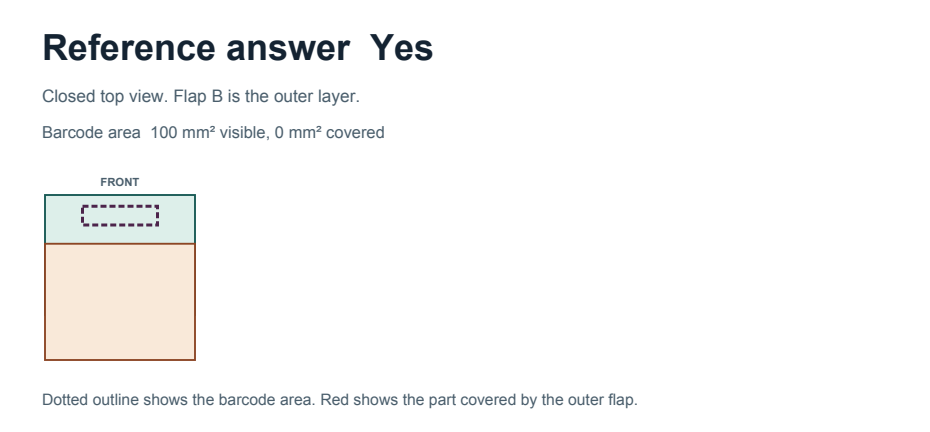 Reference answer  Yes
Closed top view. Flap B is the outer layer.
Barcode area  100 mm² visible, 0 mm² covered
FRONT
Dotted outline shows the barcode area. Red shows the part covered by the outer flap.